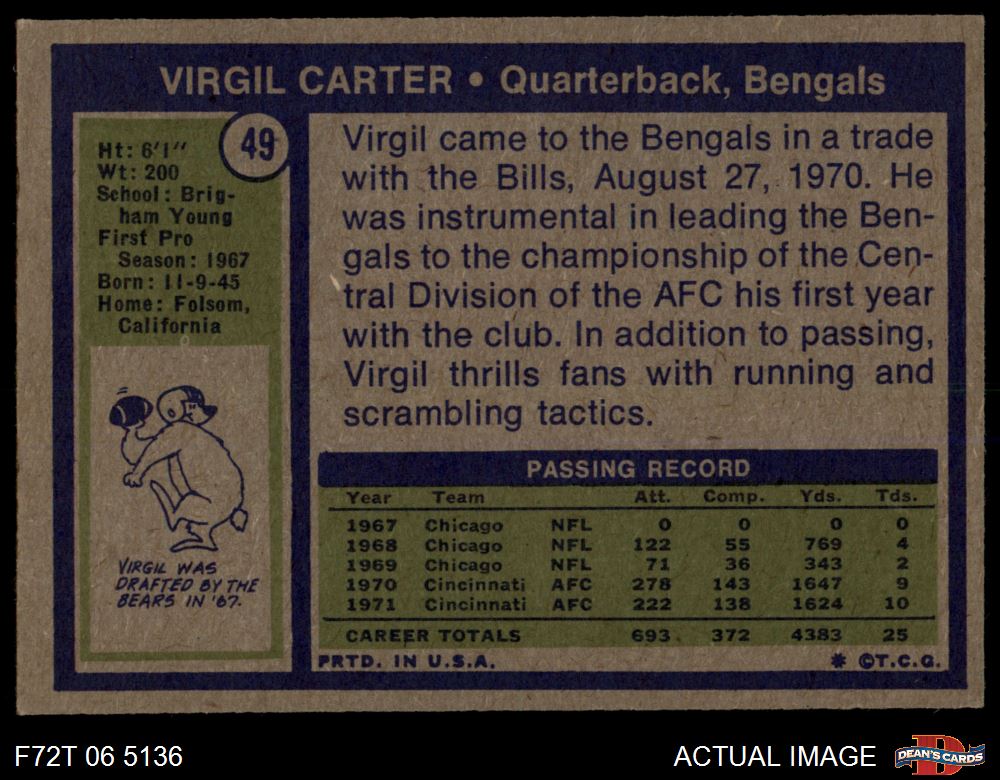 VIRGIL CARTER • Quarterback, Bengals
49
Ht: 6'1"
Wt: 200
School: Brig-
ham Young
First Pro
Season: 1967
Born: 11-9-45
Home: Folsom,
California
VIRGIL WAS
DRAFTED BY THE
BEARS IN '67.
Virgil came to the Bengals in a trade
with the Bills, August 27, 1970. He
was instrumental in leading the Ben-
gals to the championship of the Cen-
tral Division of the AFC his first year
with the club. In addition to passing,
Virgil thrills fans with running and
scrambling tactics.
PASSING RECORD
Year Team Att. Comp. Yds. Tds.
1967 Chicago NFL 0 0 0 0
1968 Chicago NFL 122 55 769 4
1969 Chicago NFL 71 36 343 2
1970 Cincinnati AFC 278 143 1647 9
1971 Cincinnati AFC 222 138 1624 10
CAREER TOTALS 693 372 4383 25
PRTD. IN U.S.A. * ©T.C.G.
F72T 06 5136
ACTUAL IMAGE
DEAN'S CARDS